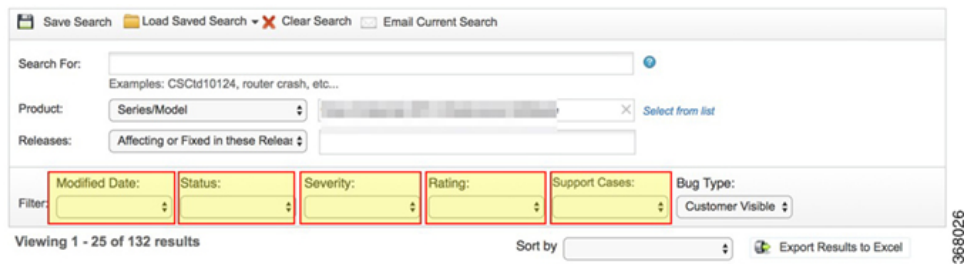 Save Search Load Saved Search Clear Search Email Current Search
Search For:
Examples: CSCtd10124, router crash, etc...
Product: Series/Model Select from list
Releases: Affecting or Fixed in these Releas
Modified Date: Status: Severity: Rating: Support Cases: Bug Type:
Filter: Customer Visible
Viewing 1 - 25 of 132 results Sort by Export Results to Excel
368026